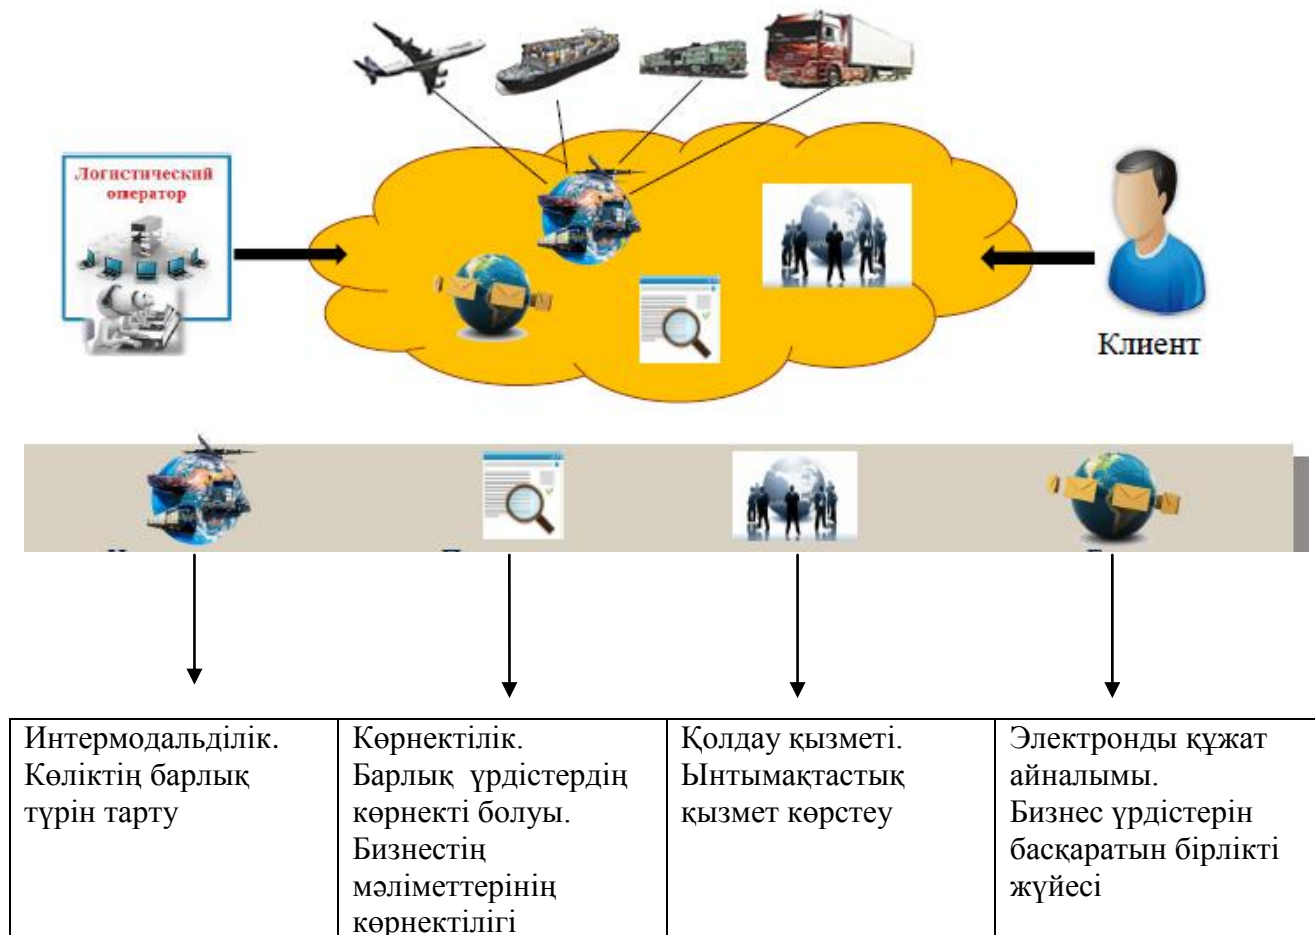 Логистический
оператор
Клиент
Интермодальділік.
Көліктің барлық
түрін тарту
Көрнектілік.
Барлық үрдістердің
көрнекті болуы.
Бизнестің
мәліметтерінің
көрнектілігі
Қолдау қызметі.
Ынтымақтастық
қызмет көрстеу
Электронды құжат
айналымы.
Бизнес үрдістерін
басқаратын бірлікті
жүйесі